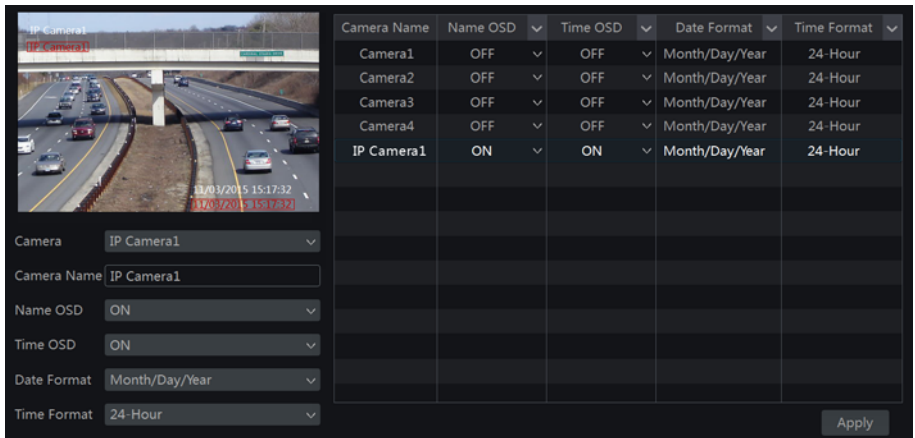 IP Camera1
IP Camera1
11/03/2015 15:17:32
11/03/2015 15:17:32
Camera IP Camera1
Camera Name IP Camera1
Name OSD ON
Time OSD ON
Date Format Month/Day/Year
Time Format 24-Hour
Camera Name Name OSD Time OSD Date Format Time Format
Camera1 OFF OFF Month/Day/Year 24-Hour
Camera2 OFF OFF Month/Day/Year 24-Hour
Camera3 OFF OFF Month/Day/Year 24-Hour
Camera4 OFF OFF Month/Day/Year 24-Hour
IP Camera1 ON ON Month/Day/Year 24-Hour
Apply